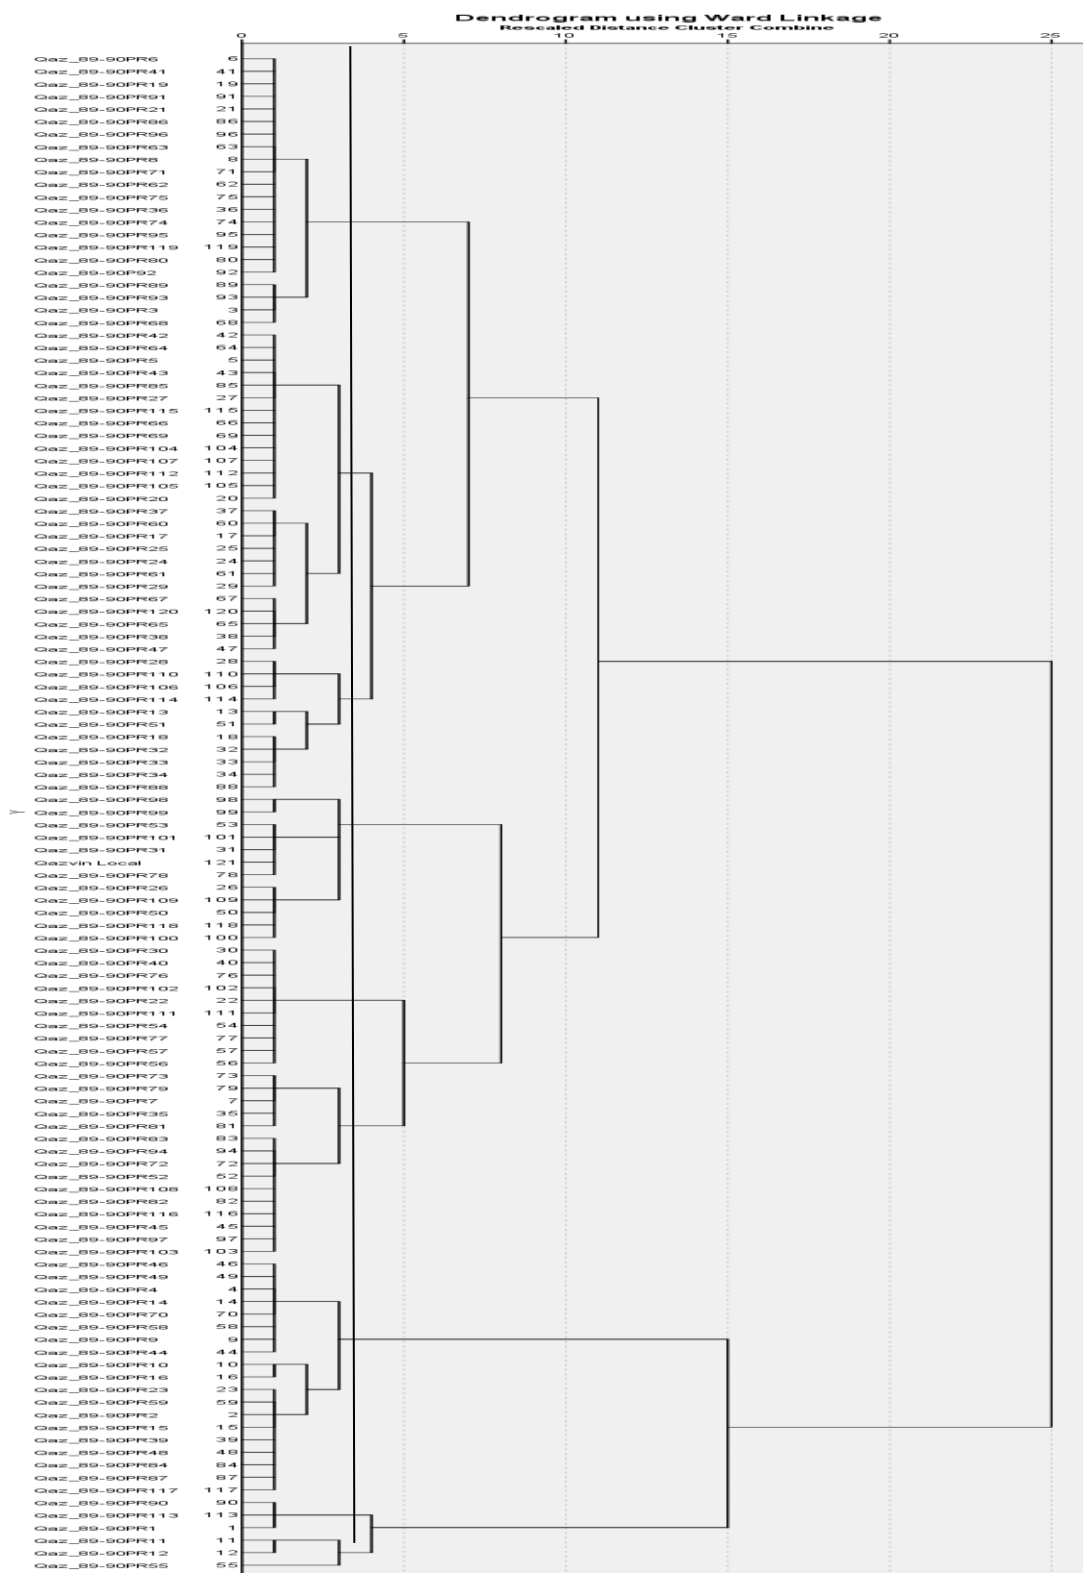 Dendrogram using Ward Linkage
Rescaled Distance Cluster Combine
0 5 10 15 20 25
Qaz_89-90PR6 6
Qaz_89-90PR41 41
Qaz_89-90PR19 19
Qaz_89-90PR91 91
Qaz_89-90PR21 21
Qaz_89-90PR86 86
Qaz_89-90PR96 96
Qaz_89-90PR63 63
Qaz_89-90PR8 8
Qaz_89-90PR71 71
Qaz_89-90PR62 62
Qaz_89-90PR75 75
Qaz_89-90PR36 36
Qaz_89-90PR74 74
Qaz_89-90PR95 95
Qaz_89-90PR119 119
Qaz_89-90PR80 80
Qaz_89-90P92 92
Qaz_89-90PR89 89
Qaz_89-90PR93 93
Qaz_89-90PR3 3
Qaz_89-90PR68 68
Qaz_89-90PR42 42
Qaz_89-90PR64 64
Qaz_89-90PR5 5
Qaz_89-90PR43 43
Qaz_89-90PR85 85
Qaz_89-90PR27 27
Qaz_89-90PR115 115
Qaz_89-90PR66 66
Qaz_89-90PR69 69
Qaz_89-90PR104 104
Qaz_89-90PR107 107
Qaz_89-90PR112 112
Qaz_89-90PR105 105
Qaz_89-90PR20 20
Qaz_89-90PR37 37
Qaz_89-90PR60 60
Qaz_89-90PR17 17
Qaz_89-90PR25 25
Qaz_89-90PR24 24
Qaz_89-90PR61 61
Qaz_89-90PR29 29
Qaz_89-90PR67 67
Qaz_89-90PR120 120
Qaz_89-90PR65 65
Qaz_89-90PR38 38
Qaz_89-90PR47 47
Qaz_89-90PR28 28
Qaz_89-90PR110 110
Qaz_89-90PR106 106
Qaz_89-90PR114 114
Qaz_89-90PR13 13
Qaz_89-90PR51 51
Qaz_89-90PR18 18
Qaz_89-90PR32 32
Qaz_89-90PR33 33
Qaz_89-90PR34 34
Qaz_89-90PR88 88
Qaz_89-90PR98 98
Y
Qaz_89-90PR99 99
Qaz_89-90PR53 53
Qaz_89-90PR101 101
Qaz_89-90PR31 31
Qazvin Local 121
Qaz_89-90PR78 78
Qaz_89-90PR26 26
Qaz_89-90PR109 109
Qaz_89-90PR50 50
Qaz_89-90PR118 118
Qaz_89-90PR100 100
Qaz_89-90PR30 30
Qaz_89-90PR40 40
Qaz_89-90PR76 76
Qaz_89-90PR102 102
Qaz_89-90PR22 22
Qaz_89-90PR111 111
Qaz_89-90PR54 54
Qaz_89-90PR77 77
Qaz_89-90PR57 57
Qaz_89-90PR56 56
Qaz_89-90PR73 73
Qaz_89-90PR79 79
Qaz_89-90PR7 7
Qaz_89-90PR35 35
Qaz_89-90PR81 81
Qaz_89-90PR83 83
Qaz_89-90PR94 94
Qaz_89-90PR72 72
Qaz_89-90PR52 52
Qaz_89-90PR108 108
Qaz_89-90PR82 82
Qaz_89-90PR116 116
Qaz_89-90PR45 45
Qaz_89-90PR97 97
Qaz_89-90PR103 103
Qaz_89-90PR46 46
Qaz_89-90PR49 49
Qaz_89-90PR4 4
Qaz_89-90PR14 14
Qaz_89-90PR70 70
Qaz_89-90PR58 58
Qaz_89-90PR9 9
Qaz_89-90PR44 44
Qaz_89-90PR10 10
Qaz_89-90PR16 16
Qaz_89-90PR23 23
Qaz_89-90PR59 59
Qaz_89-90PR2 2
Qaz_89-90PR15 15
Qaz_89-90PR39 39
Qaz_89-90PR48 48
Qaz_89-90PR84 84
Qaz_89-90PR87 87
Qaz_89-90PR117 117
Qaz_89-90PR90 90
Qaz_89-90PR113 113
Qaz_89-90PR1 1
Qaz_89-90PR11 11
Qaz_89-90PR12 12
Qaz_89-90PR55 55